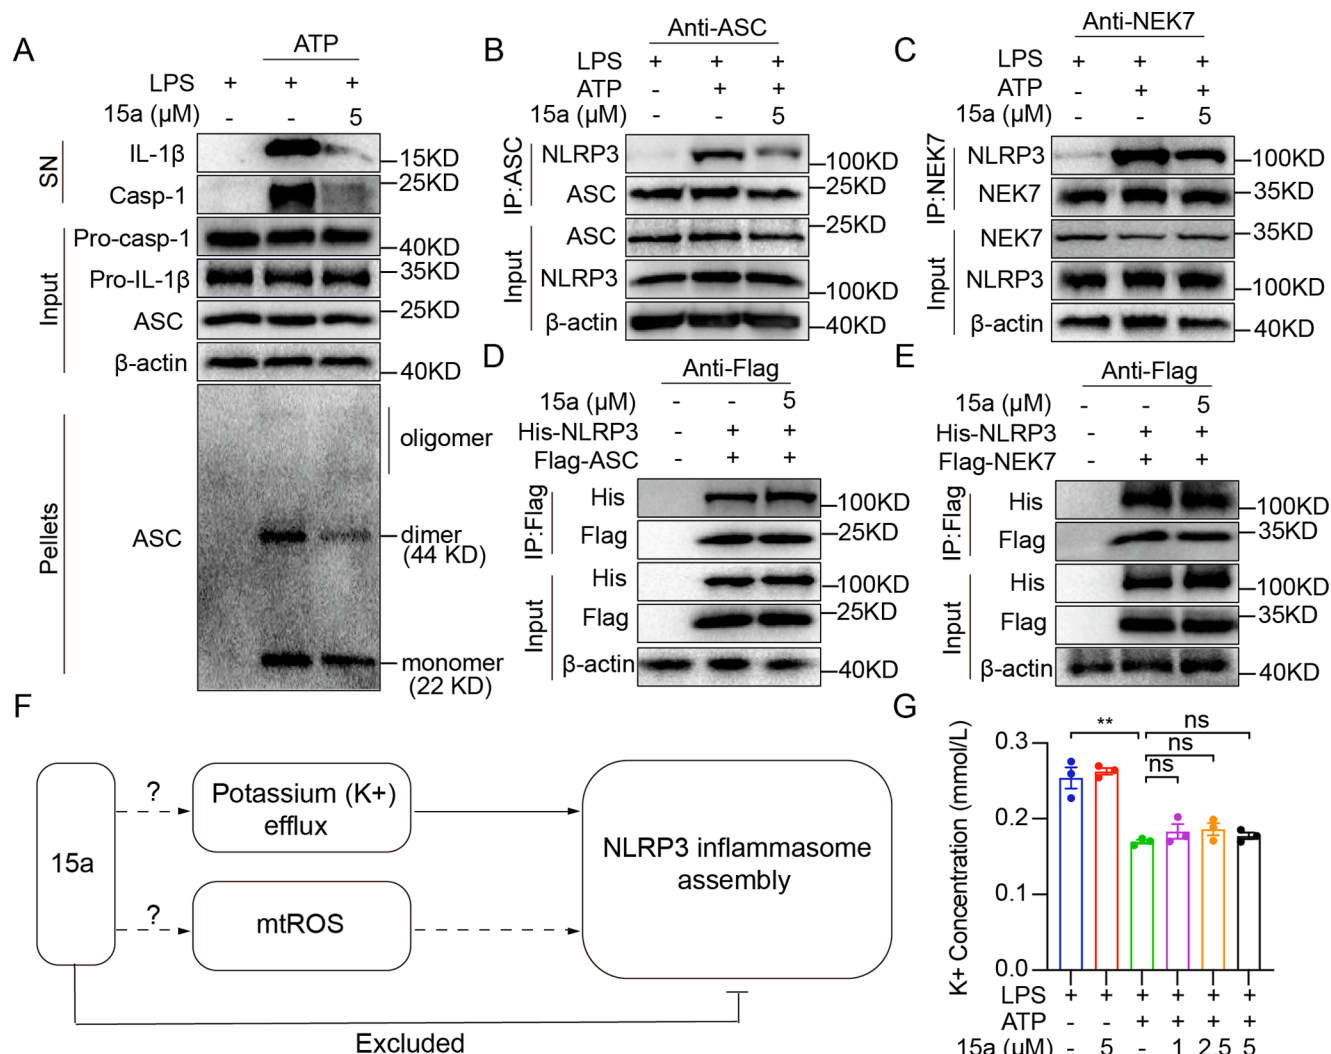 A
ATP
LPS + + +
15a (μM) - - 5
SN
IL-1β
15KD
Casp-1
25KD
Input
Pro-casp-1
40KD
Pro-IL-1β
35KD
ASC
25KD
β-actin
40KD
Pellets
ASC
oligomer
dimer
(44 KD)
monomer
(22 KD)
B
Anti-ASC
LPS + + +
ATP - + +
15a (μM) - - 5
IP:ASC
NLRP3
100KD
ASC
25KD
Input
ASC
25KD
NLRP3
100KD
β-actin
40KD
C
Anti-NEK7
LPS + + +
ATP - + +
15a (μM) - - 5
IP:NEK7
NLRP3
100KD
NEK7
35KD
Input
NEK7
35KD
NLRP3
100KD
β-actin
40KD
D
Anti-Flag
15a (μM) - - 5
His-NLRP3 - + +
Flag-ASC - + +
IP:Flag
His
100KD
Flag
25KD
Input
His
100KD
Flag
25KD
β-actin
40KD
E
Anti-Flag
15a (μM) - - 5
His-NLRP3 - + +
Flag-NEK7 - + +
IP:Flag
His
100KD
Flag
35KD
Input
His
100KD
Flag
35KD
β-actin
40KD
F
15a
?
Potassium (K+)
efflux
?
mtROS
NLRP3 inflammasome
assembly
Excluded
G
K+ Concentration (mmol/L)
0.3
0.2
0.1
0.0
**
ns
ns
ns
LPS + + + + + +
ATP - - + + + +
15a (μM) - 5 - 1 2.5 5